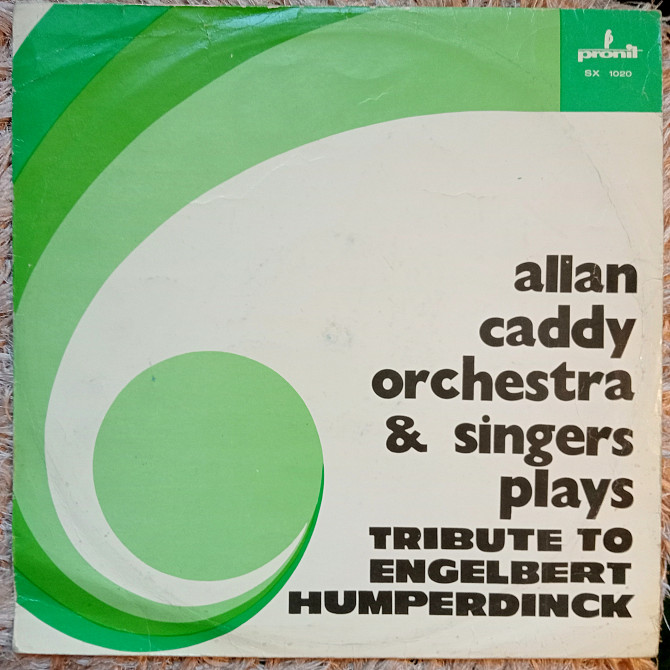 pronit
SX 1020
allan
caddy
orchestra
& singers
plays
TRIBUTE TO
ENGELBERT
HUMPERDINCK